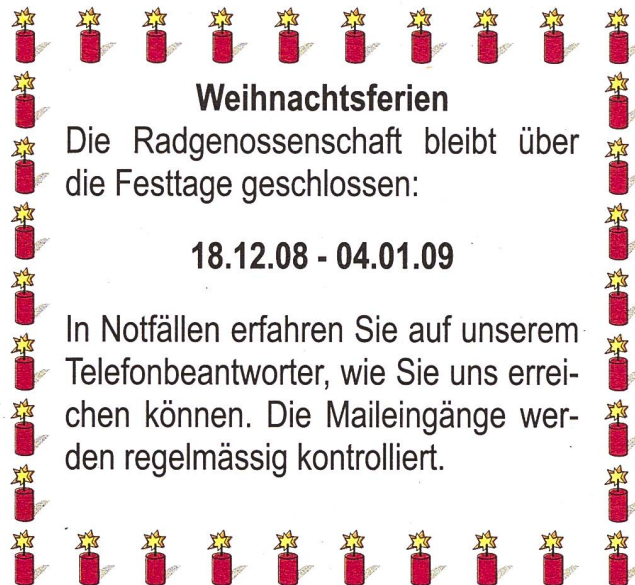 Weihnachtsferien
Die Radgenossenschaft bleibt über
die Festtage geschlossen:
18.12.08 - 04.01.09
In Notfällen erfahren Sie auf unserem
Telefonbeantworter, wie Sie uns errei-
chen können. Die Maileingänge wer-
den regelmässig kontrolliert.